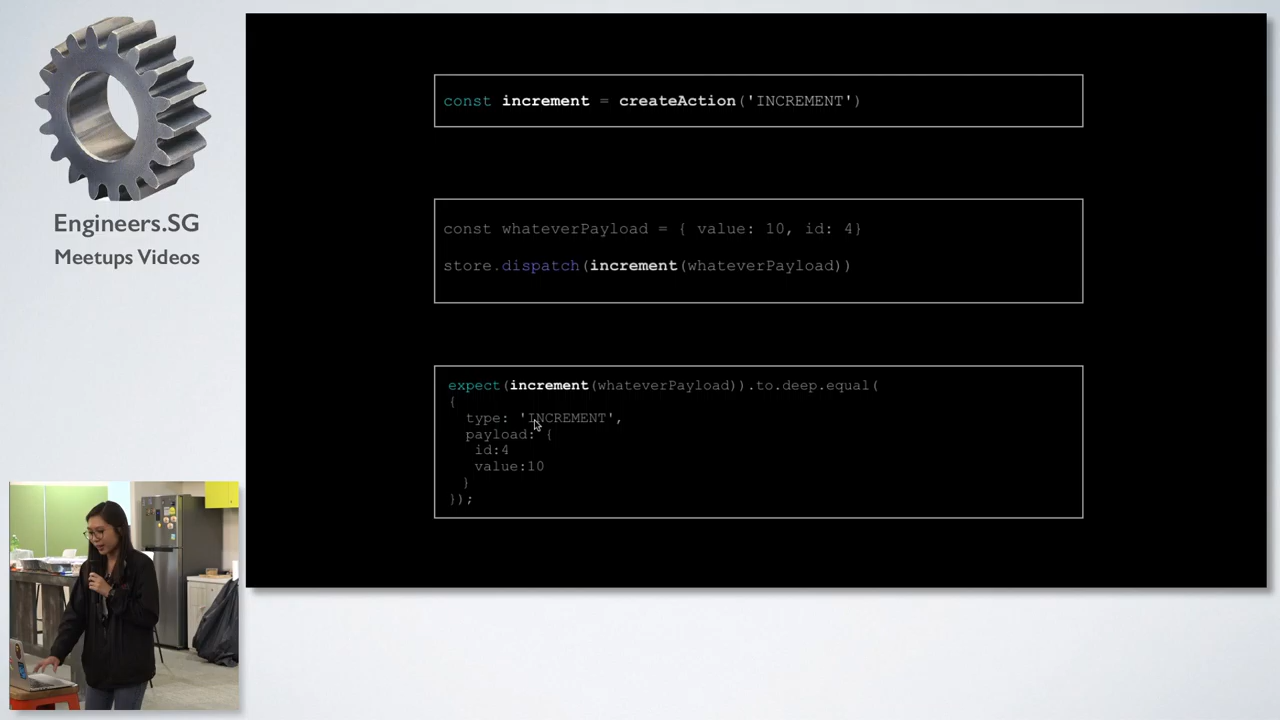 Engineers.SG
Meetups Videos
const increment = createAction('INCREMENT')
const whateverPayload = { value: 10, id: 4}
store.dispatch(increment(whateverPayload))
expect(increment(whateverPayload)).to.deep.equal(
{
type: 'INCREMENT',
payload: {
id:4
value:10
}
});